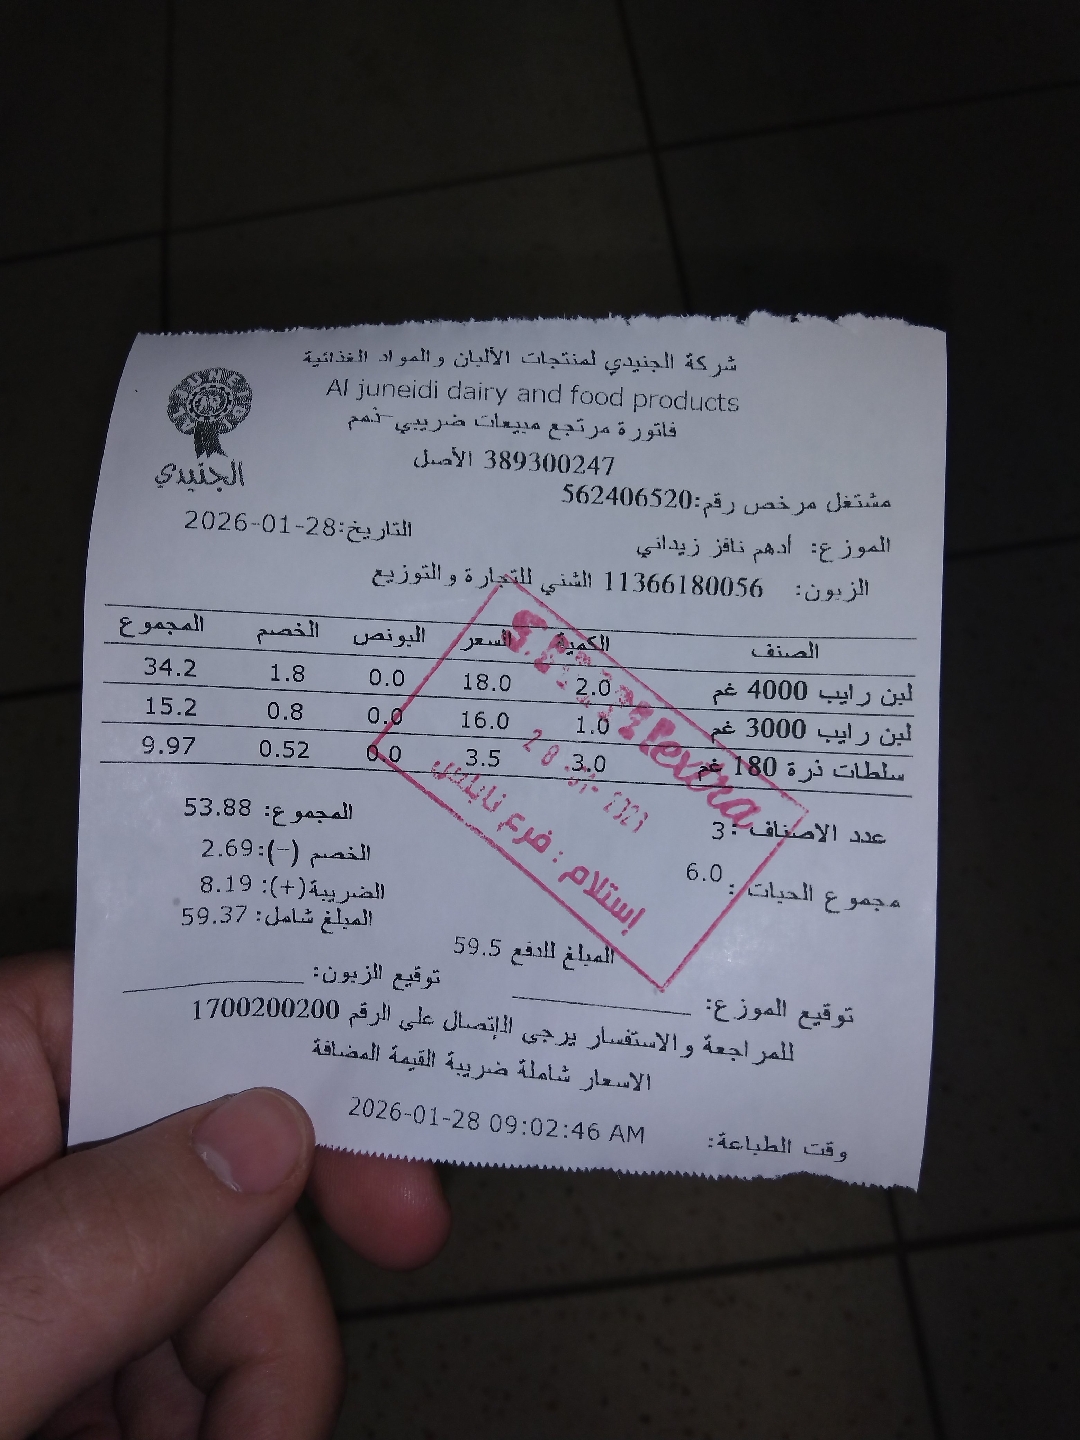 شركة الجنيدي لمنتجات الألبان والمواد الغذائية
Al juneidi dairy and food products
فاتورة مرتجع مبيعات ضريبي -ذمم
389300247 الأصل
الجنيدي
مشتغل مرخص رقم:562406520
التاريخ:2026-01-28
الموزع: أدهم نافز زيداني
الزبون: 11366180056 الشني للتجارة والتوزيع
الصنف الكمية السعر البونص الخصم المجموع
لبن رايب 4000 غم 2.0 18.0 0.0 1.8 34.2
لبن رايب 3000 غم 1.0 16.0 0.0 0.8 15.2
سلطات ذرة 180 غم 3.0 3.5 0.0 0.52 9.97
عدد الاصناف :3
مجموع الحبات : 6.0
المجموع: 53.88
الخصم (-):2.69
الضريبة(+): 8.19
المبلغ شامل: 59.37
المبلغ للدفع 59.5
توقيع الموزع:
توقيع الزبون:
للمراجعة والاستفسار يرجى الاتصال على الرقم 1700200200
الاسعار شاملة ضريبة القيمة المضافة
وقت الطباعة: 2026-01-28 09:02:46 AM
extra
إستلام : فرع نابلس